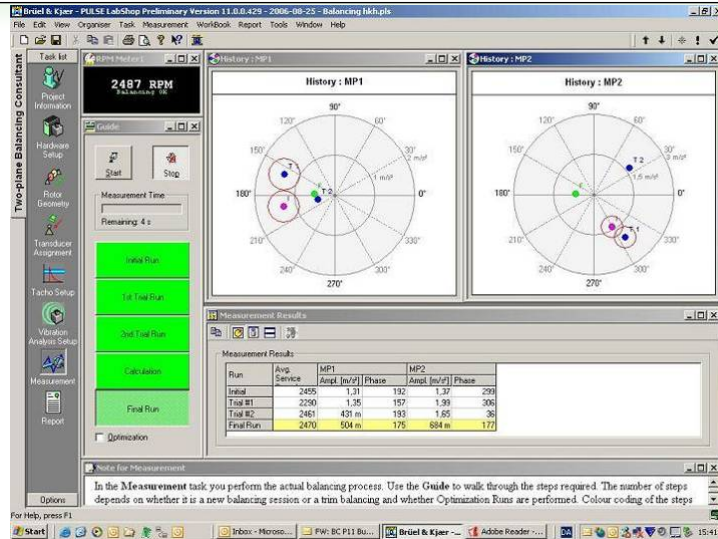 Brüel & Kjær - PULSE LabShop Preliminary Version 11.0.0.429 - 2006-08-25 - Balancing hkh.pls
File Edit View Organiser Task Measurement WorkBook Report Tools Window Help
Two-plane Balancing Consultant
Task list
Project Information
Hardware Setup
Rotor Geometry
Transducer Assignment
Tacho Setup
Vibration Analysis Setup
Measurement
Report
Options
RPM Meter1
2487 RPM
Balancing OK
Guide
Start
Stop
Measurement Time
Remaining: 4 s
Initial Run
1st Trial Run
2nd Trial Run
Calculation
Final Run
Optimization
History : MP1
History : MP1
90°
120° 60°
150° 30°
2 m/s²
1 m/s²
180° 0°
T 2
210° 330°
240° 300°
270°
History : MP2
History : MP2
90°
120° 60°
150° 30°
3 m/s²
T 2
1,5 m/s²
180° 0°
T 1
210° 330°
240° 300°
270°
Measurement Results
Measurement Results
Run Avg. Service MP1 MP2
Ampl. [m/s²] Phase Ampl. [m/s²] Phase
Initial 2455 1,31 192 1,37 299
Trial #1 2290 1,35 157 1,99 306
Trial #2 2461 431 m 193 1,65 36
Final Run 2470 504 m 175 684 m 177
Note for Measurement
In the Measurement task you perform the actual balancing process. Use the Guide to walk through the steps required. The number of steps
depends on whether it is a new balancing session or a trim balancing and whether Optimization Runs are performed. Colour coding of the steps
For Help, press F1
Start
Inbox - Microso...
FW: BC P11 Bu...
Brüel & Kjær -...
Adobe Reader -...
DA
15:41